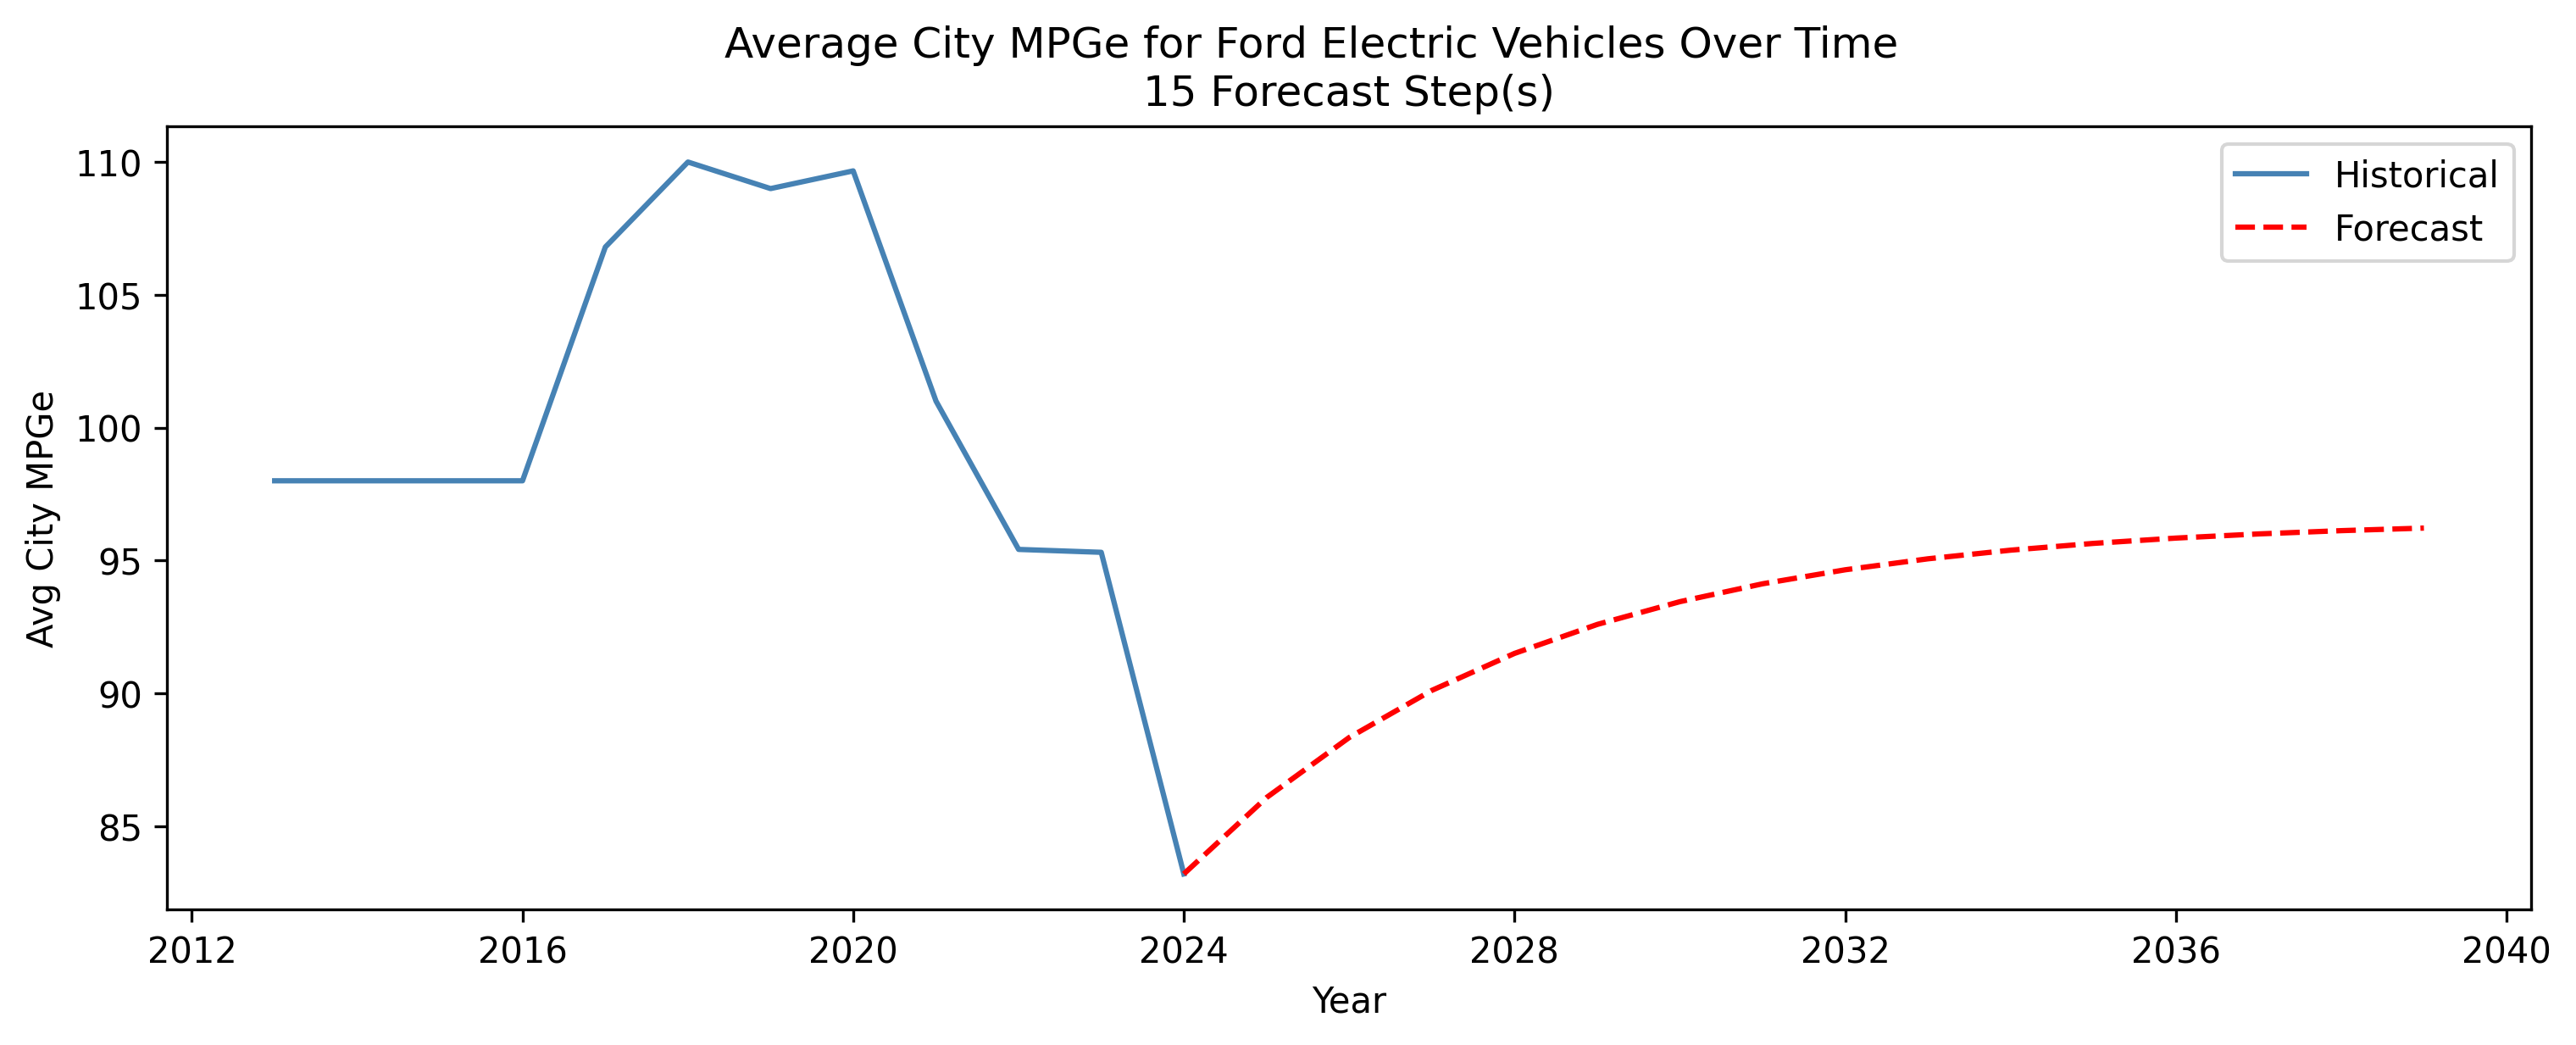 Average City MPGe for Ford Electric Vehicles Over Time
15 Forecast Step(s)
Historical
Forecast
110
105
100
95
90
85
Avg City MPGe
2012 2016 2020 2024 2028 2032 2036 2040
Year